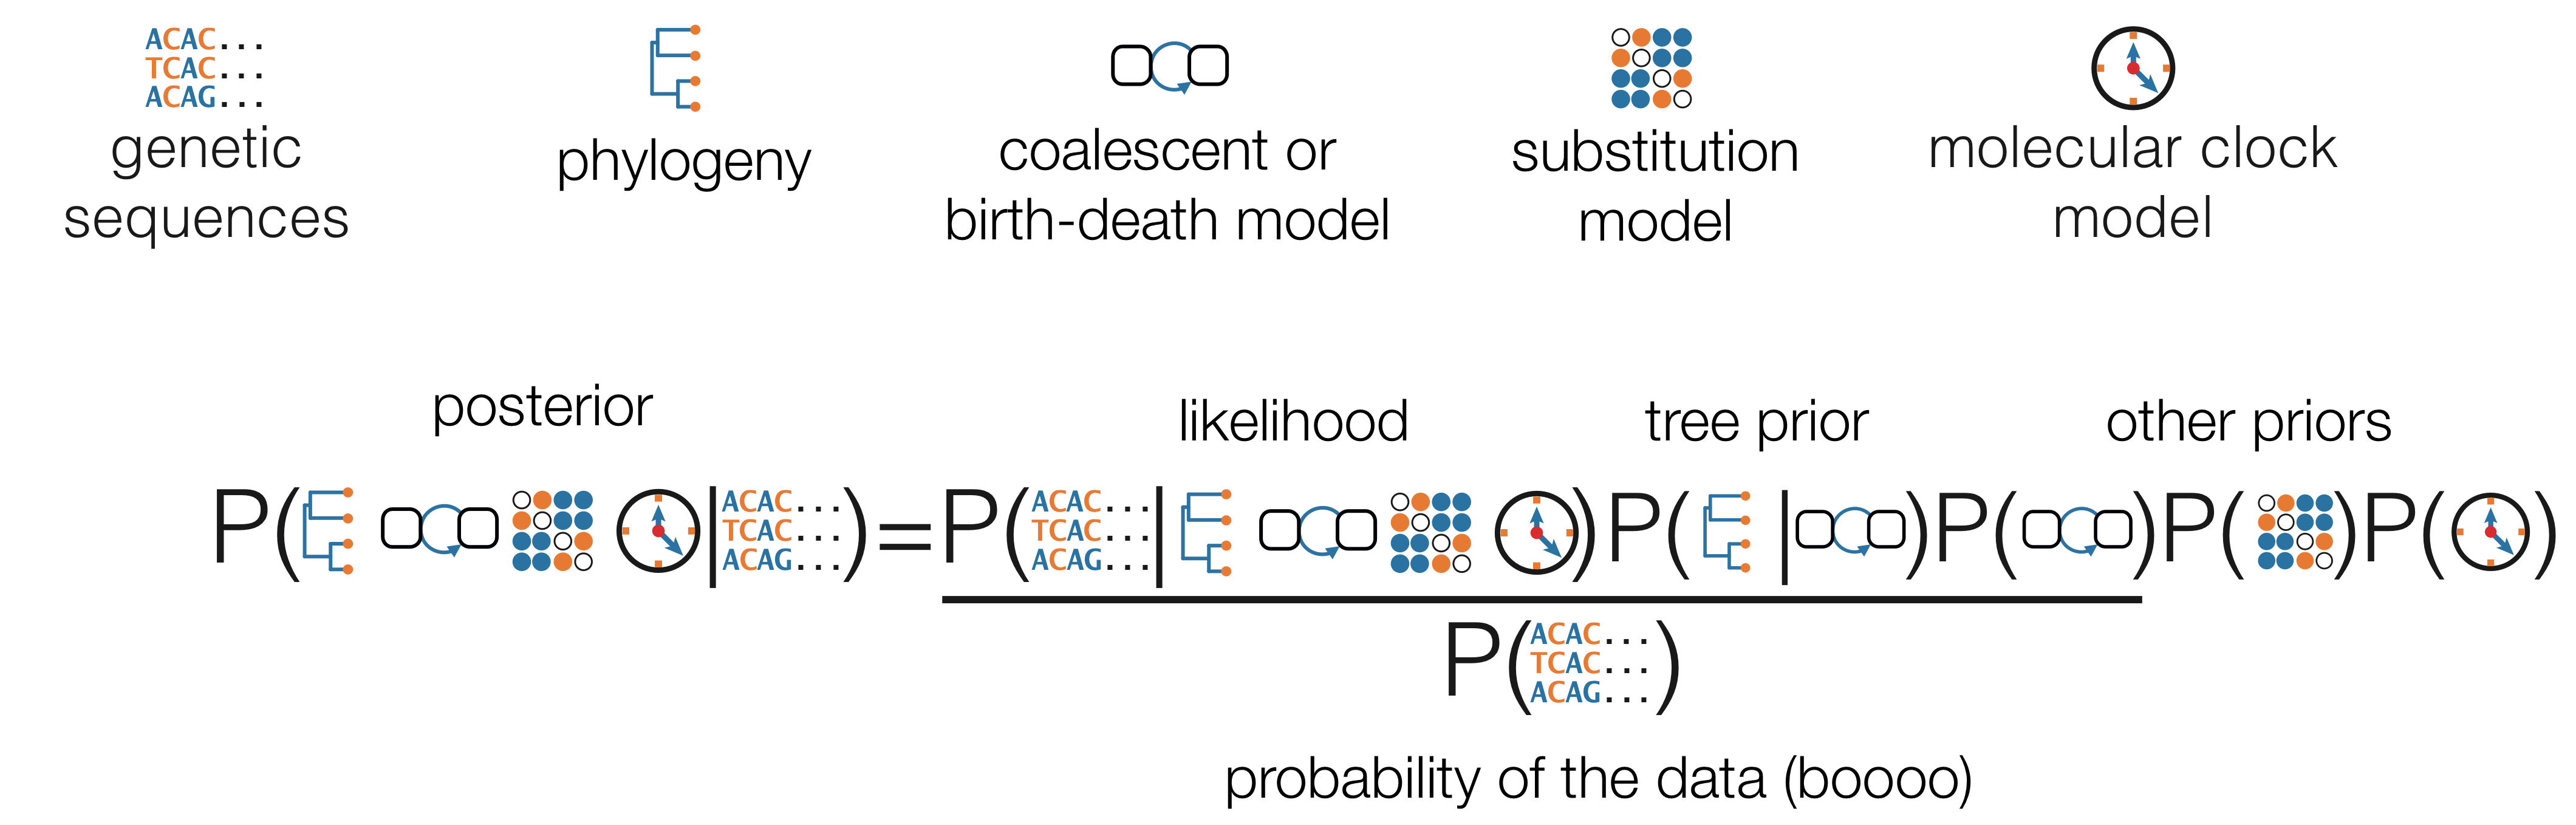 ACAC...
TCAC...
ACAG...
genetic
sequences
phylogeny
coalescent or
birth-death model
substitution
model
molecular clock
model
posterior
likelihood
tree prior
other priors
P( | ACAC... ) = P( ACAC... | ) P( | ) P( ) P( ) P( )
TCAC... TCAC...
ACAG... ACAG...
P( ACAC... )
TCAC...
ACAG...
probability of the data (boooo)